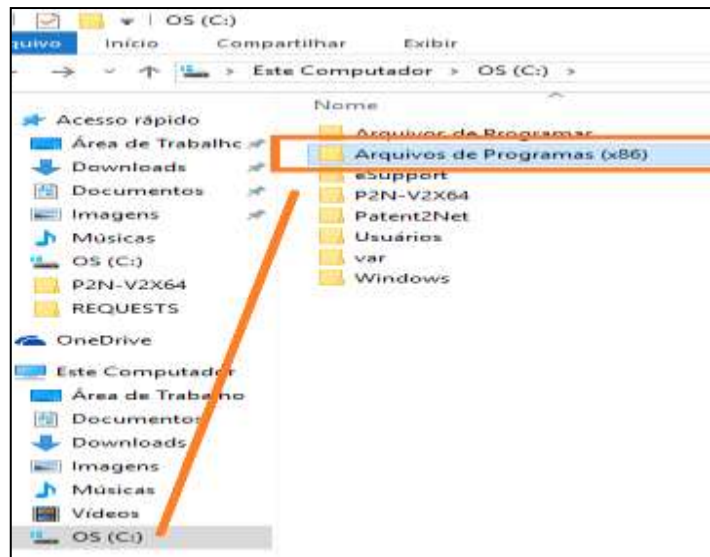 OS (C:)
quivo Início Compartilhar Exibir
Este Computador > OS (C:) >
Nome
Acesso rápido
Área de Trabalhc
Downloads
Documentos
Imagens
Músicas
OS (C:)
P2N-V2X64
REQUESTS
OneDrive
Este Computador
Área de Trabalho
Documentos
Downloads
Imagens
Músicas
Vídeos
OS (C:)
Arquivos de Programas
Arquivos de Programas (x86)
eSupport
P2N-V2X64
Patent2Net
Usuários
var
Windows